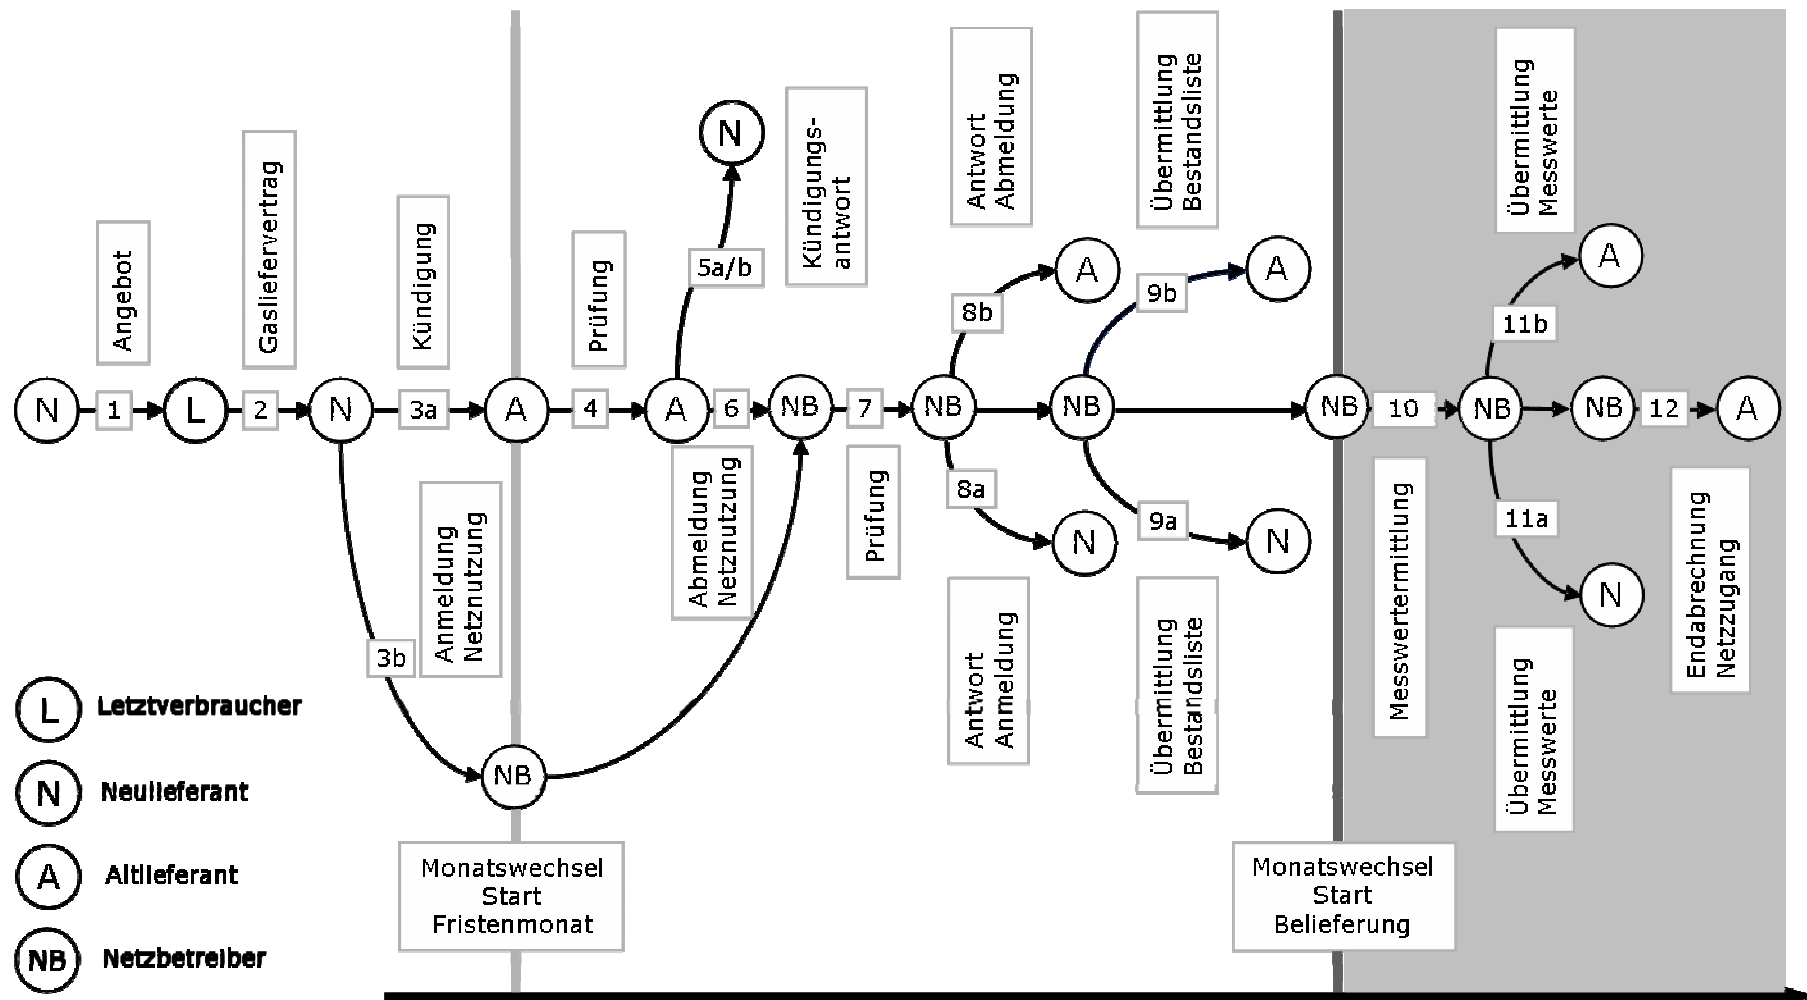 Angebot
Gasliefervertrag
Kündigung
Prüfung
Kündigungs-
antwort
Antwort
Abmeldung
Übermittlung
Bestandsliste
Übermittlung
Messwerte
N
5a/b
8b
A
9b
A
11b
A
N
1
L
2
N
3a
A
4
A
6
NB
7
NB
NB
NB
10
NB
NB
12
A
8a
N
9a
N
11a
N
3b
NB
Anmeldung
Netznutzung
Abmeldung
Netznutzung
Prüfung
Antwort
Anmeldung
Übermittlung
Bestandsliste
Messwertermittlung
Übermittlung
Messwerte
Endabrechnung
Netzzugang
L Letztverbraucher
N Neulieferant
A Altlieferant
NB Netzbetreiber
Monatswechsel
Start
Fristenmonat
Monatswechsel
Start
Belieferung